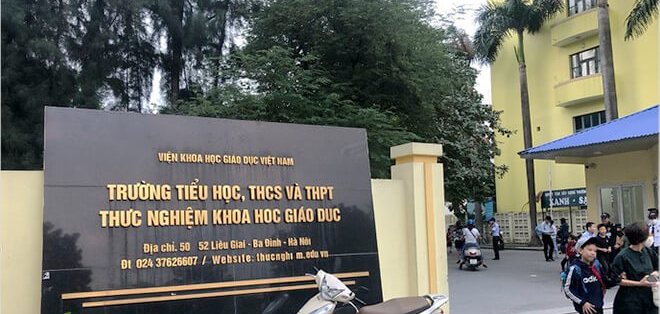 VIỆN KHOA HỌC GIÁO DỤC VIỆT NAM
TRƯỜNG TIỂU HỌC, THCS VÀ THPT
THỰC NGHIỆM KHOA HỌC GIÁO DỤC
Địa chỉ. 50 52 Liễu Giai - Ba Đình - Hà Nội
Đt 024 37626607 / Website: thucnghi m.edu.vn
XANH - SẠ